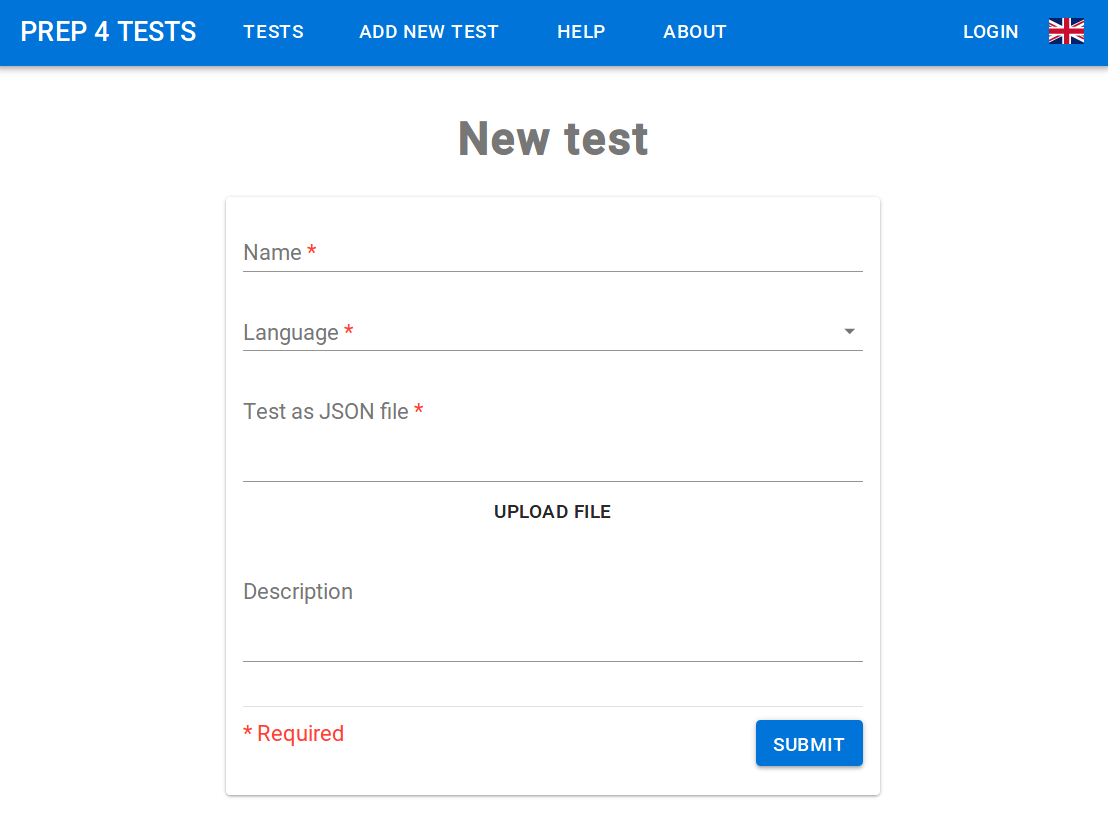 PREP 4 TESTS TESTS ADD NEW TEST HELP ABOUT LOGIN
New test
Name *
Language *
Test as JSON file *
UPLOAD FILE
Description
* Required
SUBMIT